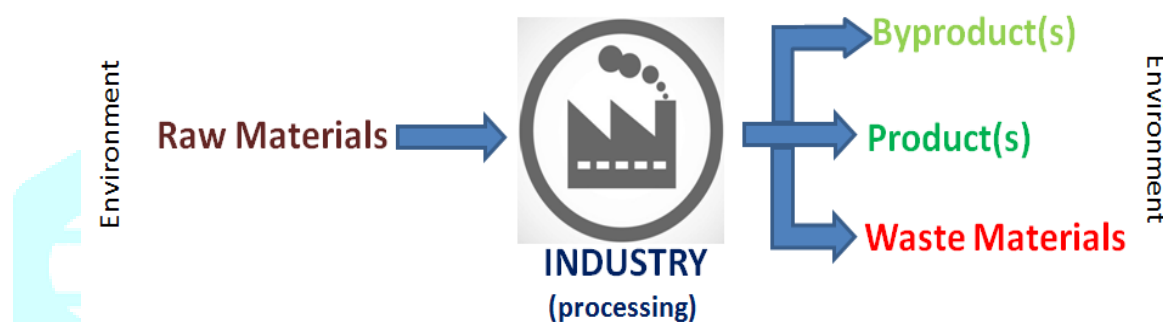 Environment
Raw Materials
INDUSTRY
(processing)
Byproduct(s)
Product(s)
Waste Materials
Environment